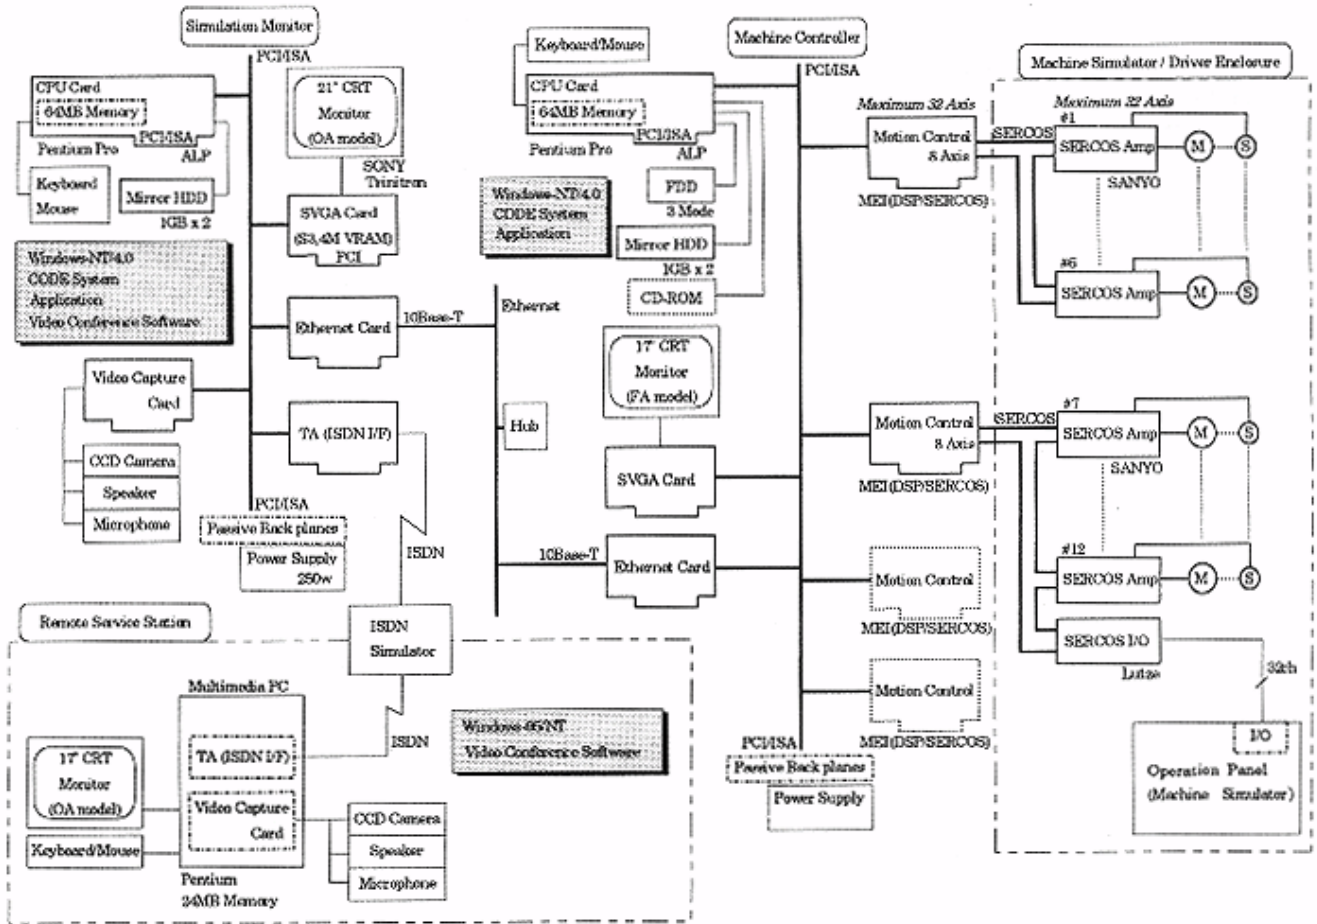 Simulation Monitor
PCI/ISA
CPU Card
64MB Memory
PCI/ISA
Pentium Pro
ALP
Keyboard
Mouse
Mirror HDD
1GB x 2
21" CRT
Monitor
(OA model)
SONY
Trinitron
SVGA Card
(S3,4M VRAM)
PCI
Windows-NT/4.0
CODE System
Application
Video Conference Software
Ethernet Card
10Base-T
Ethernet
Video Capture
Card
TA (ISDN I/F)
Hub
CCD Camera
Speaker
Microphone
PCI/ISA
Passive Back planes
Power Supply
250w
ISDN
Machine Controller
Keyboard/Mouse
PCI/ISA
CPU Card
64MB Memory
PCI/ISA
Pentium Pro
ALP
Windows-NT/4.0
CODE System
Application
FDD
3 Mode
Mirror HDD
1GB x 2
CD-ROM
17" CRT
Monitor
(FA model)
SVGA Card
10Base-T
Ethernet Card
Maximum 32 Axis
Motion Control
8 Axis
MEI(DSP/SERCOS)
Motion Control
8 Axis
MEI(DSP/SERCOS)
Motion Control
MEI(DSP/SERCOS)
Motion Control
MEI(DSP/SERCOS)
PCI/ISA
Passive Back planes
Power Supply
Machine Simulator / Driver Enclosure
Maximum 22 Axis
#1
SERCOS
SERCOS Amp
M
S
SANYO
#6
SERCOS Amp
M
S
#7
SERCOS
SERCOS Amp
M
S
SANYO
#12
SERCOS Amp
M
S
SERCOS I/O
Lutze
32ch
I/O
Operation Panel
(Machine Simulator)
Remote Service Station
ISDN
Simulator
ISDN
Multimedia PC
TA (ISDN I/F)
Windows-95/NT
Video Conference Software
17" CRT
Monitor
(OA model)
Video Capture
Card
Keyboard/Mouse
CCD Camera
Speaker
Microphone
Pentium
24MB Memory